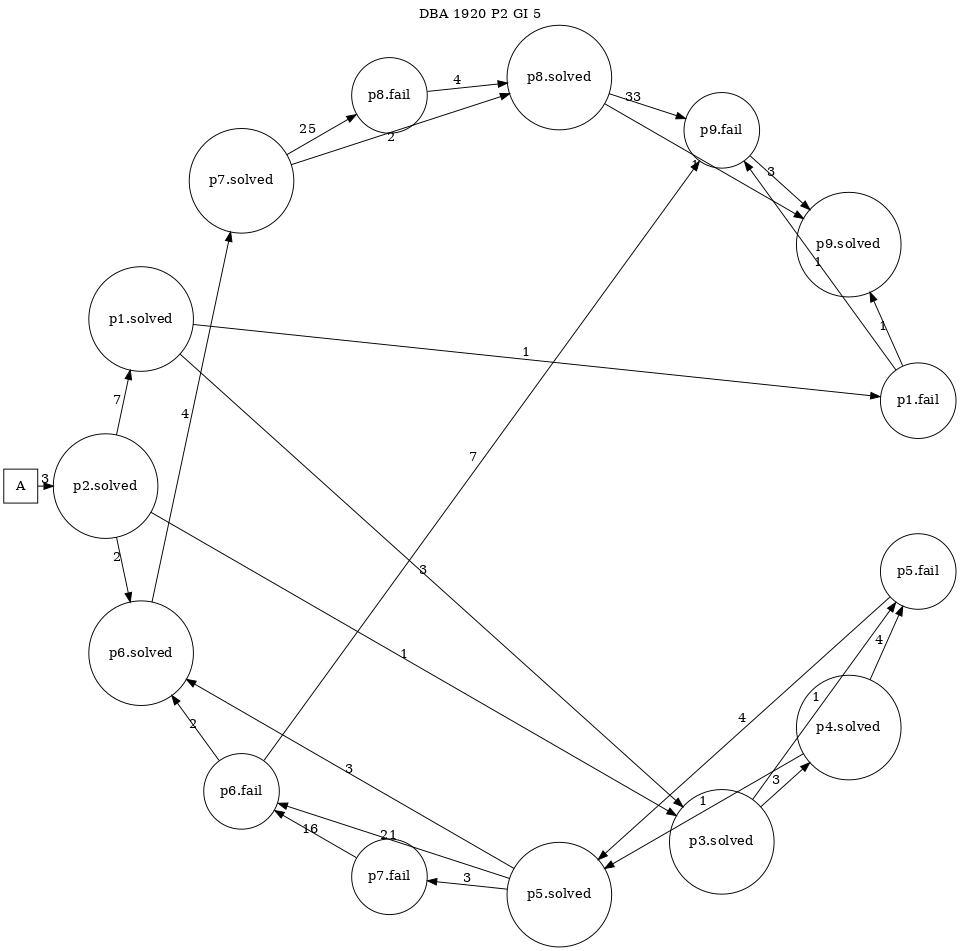 DBA 1920 P2 GI 5
p8.solved
p8.fail
4
33
p9.fail
25
2
p7.solved
1
3
p9.solved
1
p1.solved
1
1
7
p1.fail
4
7
A
3
p2.solved
2
3
p5.fail
1
4
p6.solved
1
4
2
p4.solved
3
3
p6.fail
1
16
21
p3.solved
p7.fail
3
p5.solved